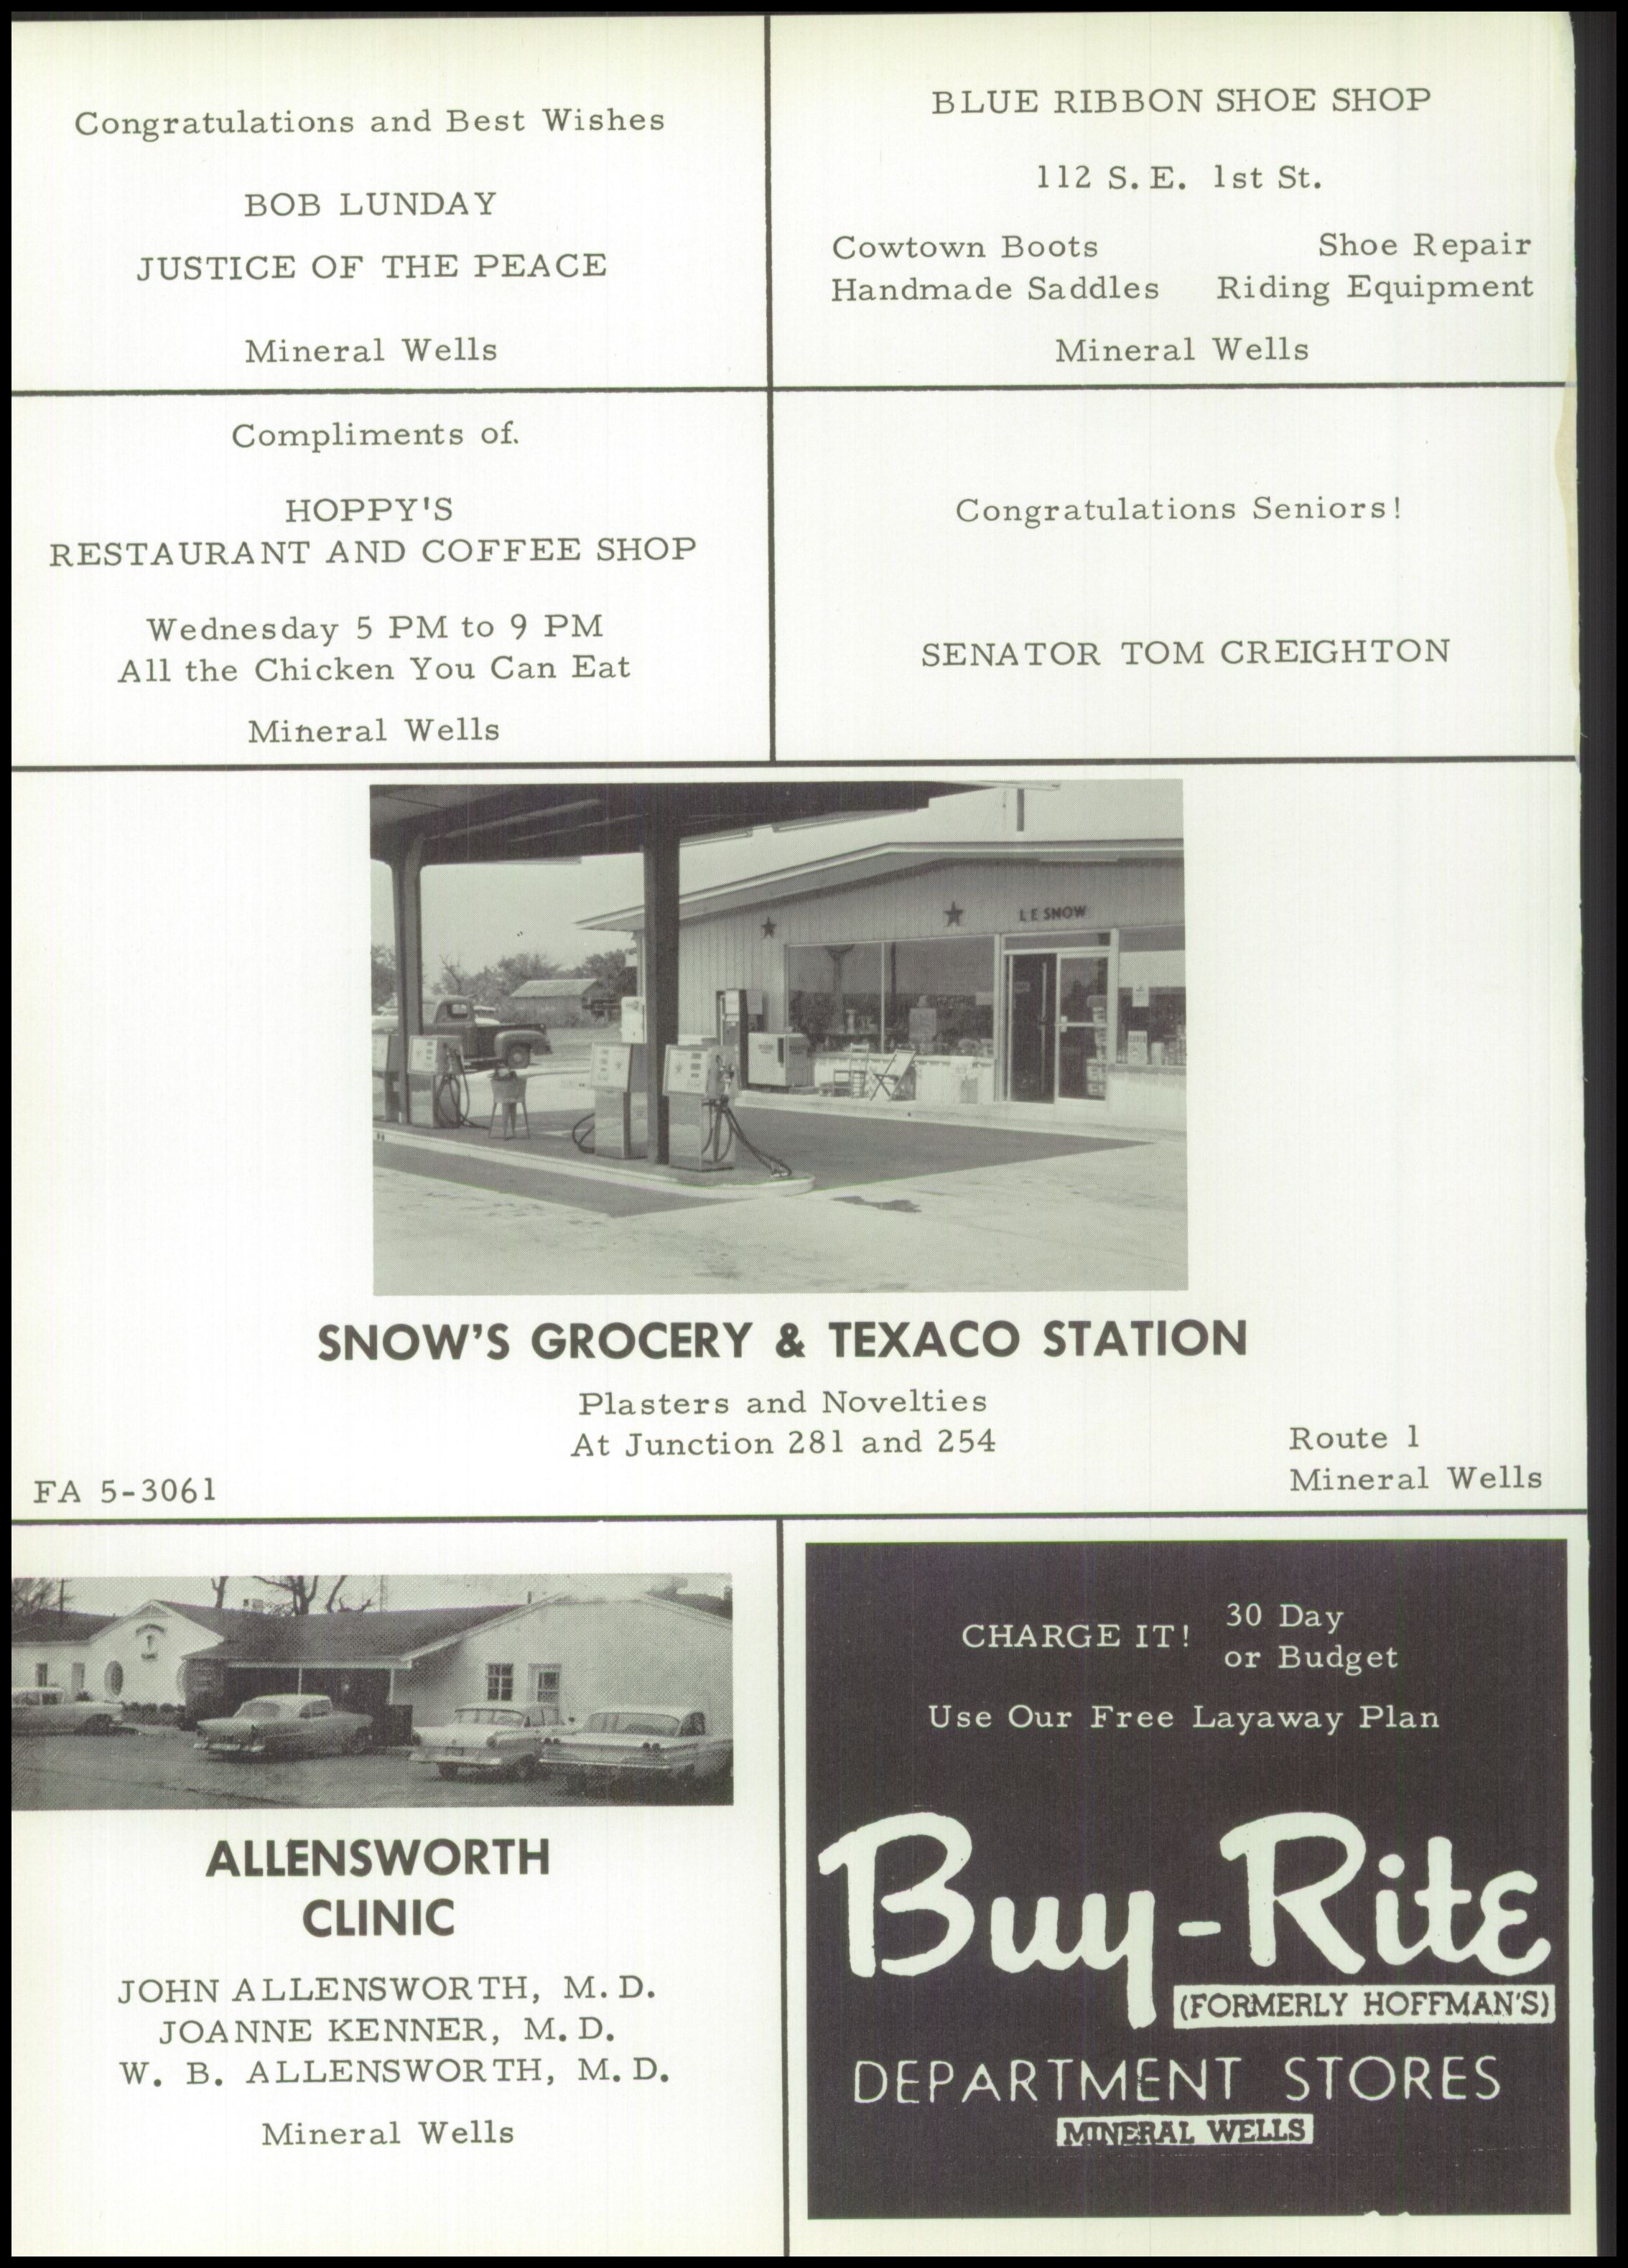 Congratulations and Best Wishes
BOB LUNDAY
JUSTICE OF THE PEACE
Mineral Wells
BLUE RIBBON SHOE SHOP
112 S. E. 1st St.
Cowtown Boots Shoe Repair
Handmade Saddles Riding Equipment
Mineral Wells
Compliments of.
HOPPY'S
RESTAURANT AND COFFEE SHOP
Wednesday 5 PM to 9 PM
All the Chicken You Can Eat
Mineral Wells
Congratulations Seniors!
SENATOR TOM CREIGHTON
L E SNOW
SNOW'S GROCERY & TEXACO STATION
Plasters and Novelties
At Junction 281 and 254
Route 1
Mineral Wells
FA 5-3061
ALLENSWORTH
CLINIC
JOHN ALLENSWORTH, M. D.
JOANNE KENNER, M. D.
W. B. ALLENSWORTH, M. D.
Mineral Wells
CHARGE IT! 30 Day
or Budget
Use Our Free Layaway Plan
Buy-Rite
(FORMERLY HOFFMAN'S)
DEPARTMENT STORES
MINERAL WELLS